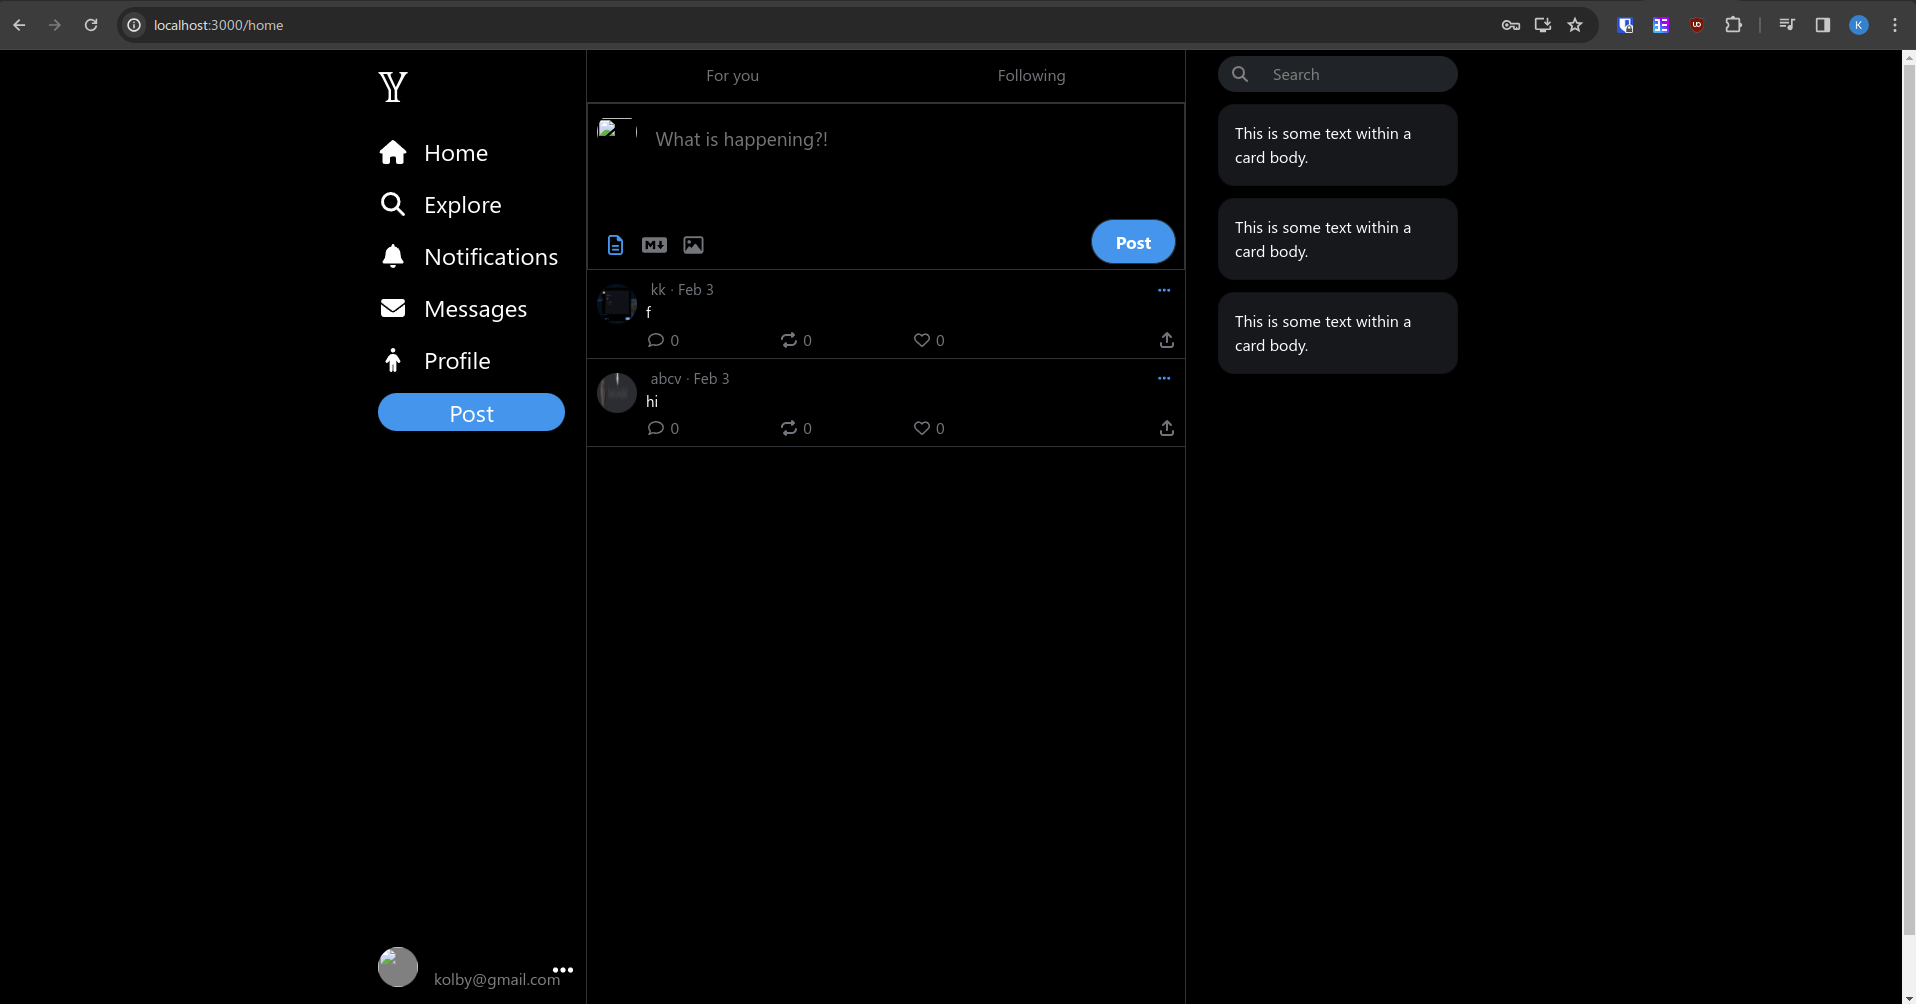 localhost:3000/home
K
Y
Home
Explore
Notifications
Messages
Profile
Post
kolby@gmail.com
For you
Following
What is happening?!
M
Post
kk · Feb 3
f
0
0
0
abcv · Feb 3
hi
0
0
0
Search
This is some text within a
card body.
This is some text within a
card body.
This is some text within a
card body.